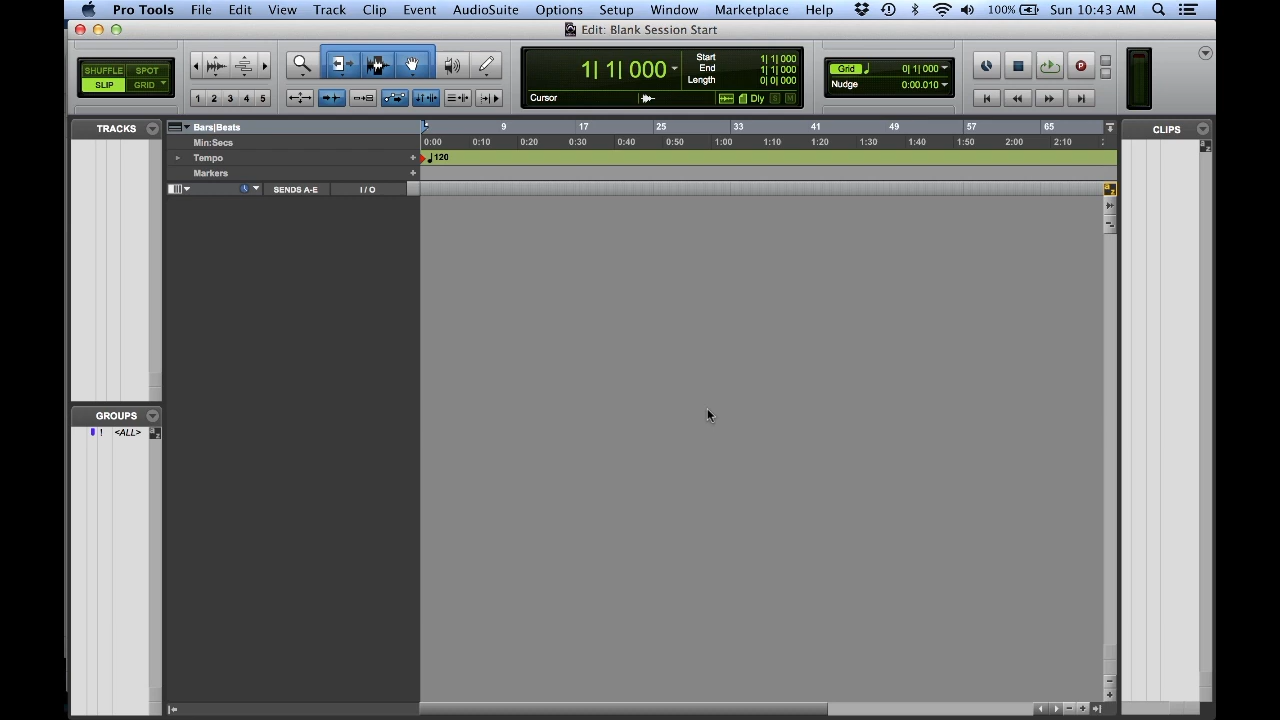 Pro Tools File Edit View Track Clip Event AudioSuite Options Setup Window Marketplace Help 100% Sun 10:43 AM
Edit: Blank Session Start
SHUFFLE SPOT
SLIP GRID
1 2 3 4 5
1| 1| 000
Start 1| 1| 000
End 1| 1| 000
Length 0| 0| 000
Cursor Dly S M
Grid 0| 1| 000
Nudge 0:00.010
TRACKS
CLIPS
Bars|Beats 9 17 25 33 41 49 57 65
Min:Secs 0:00 0:10 0:20 0:30 0:40 0:50 1:00 1:10 1:20 1:30 1:40 1:50 2:00 2:10
Tempo 120
Markers
SENDS A-E I / O
GROUPS
! <ALL>